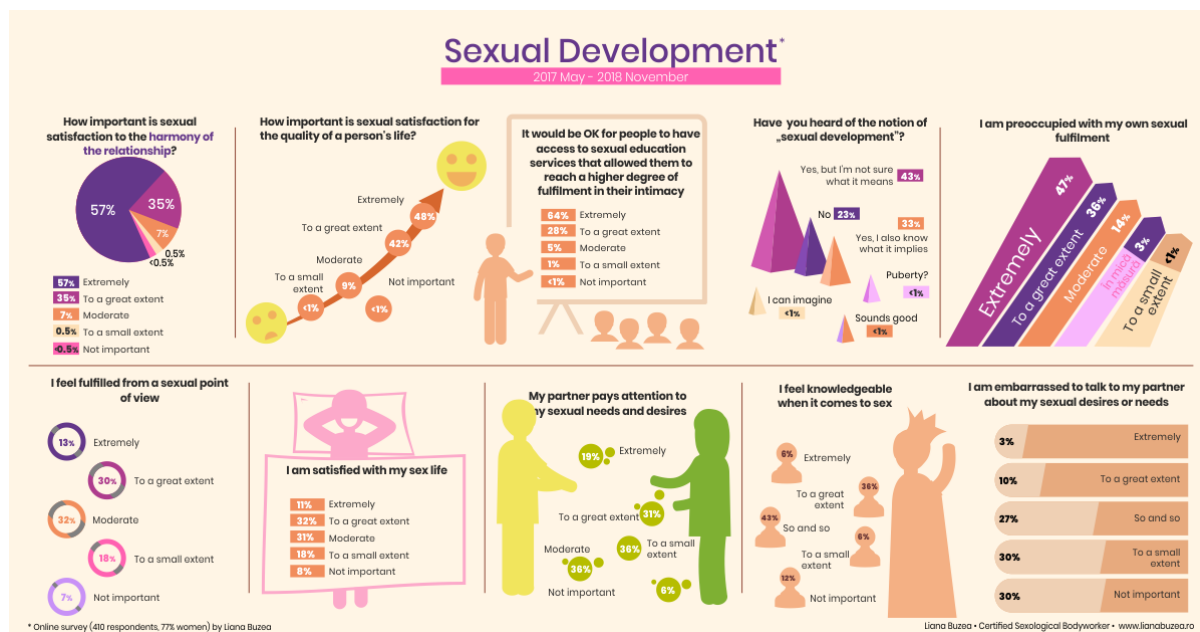 Sexual Development*
2017 May - 2018 November
How important is sexual
satisfaction to the harmony of
the relationship?
57%
35%
7%
0.5%
<0.5%
57% Extremely
35% To a great extent
7% Moderate
0.5% To a small extent
<0.5% Not important
How important is sexual satisfaction for
the quality of a person's life?
Extremely
48%
To a great extent
42%
Moderate
9%
To a small
extent
<1%
Not important
<1%
It would be OK for people to have
access to sexual education
services that allowed them to
reach a higher degree of
fulfilment in their intimacy
64% Extremely
28% To a great extent
5% Moderate
1% To a small extent
<1% Not important
Have you heard of the notion of
„sexual development"?
Yes, but I'm not sure
what it means
43%
No 23%
33%
Yes, I also know
what it implies
Puberty?
<1%
I can imagine
<1%
Sounds good
<1%
I am preoccupied with my own sexual
fulfilment
Extremely 47%
To a great extent 36%
Moderate 14%
În mică
măsură
3%
To a small
extent
<1%
I feel fulfilled from a sexual point
of view
13% Extremely
30% To a great extent
32% Moderate
18% To a small extent
7% Not important
I am satisfied with my sex life
11% Extremely
32% To a great extent
31% Moderate
18% To a small extent
8% Not important
My partner pays attention to
my sexual needs and desires
19% Extremely
To a great extent 31%
36% To a small
extent
Moderate
36%
Not important
6%
I feel knowledgeable
when it comes to sex
6% Extremely
To a great
extent
36%
43% So and so
To a small
extent
6%
12% Not important
I am embarrassed to talk to my partner
about my sexual desires or needs
3% Extremely
10% To a great extent
27% So and so
30% To a small
extent
30% Not important
* Online survey (410 respondents, 77% women) by Liana Buzea
Liana Buzea • Certified Sexological Bodyworker • www.lianabuzea.ro